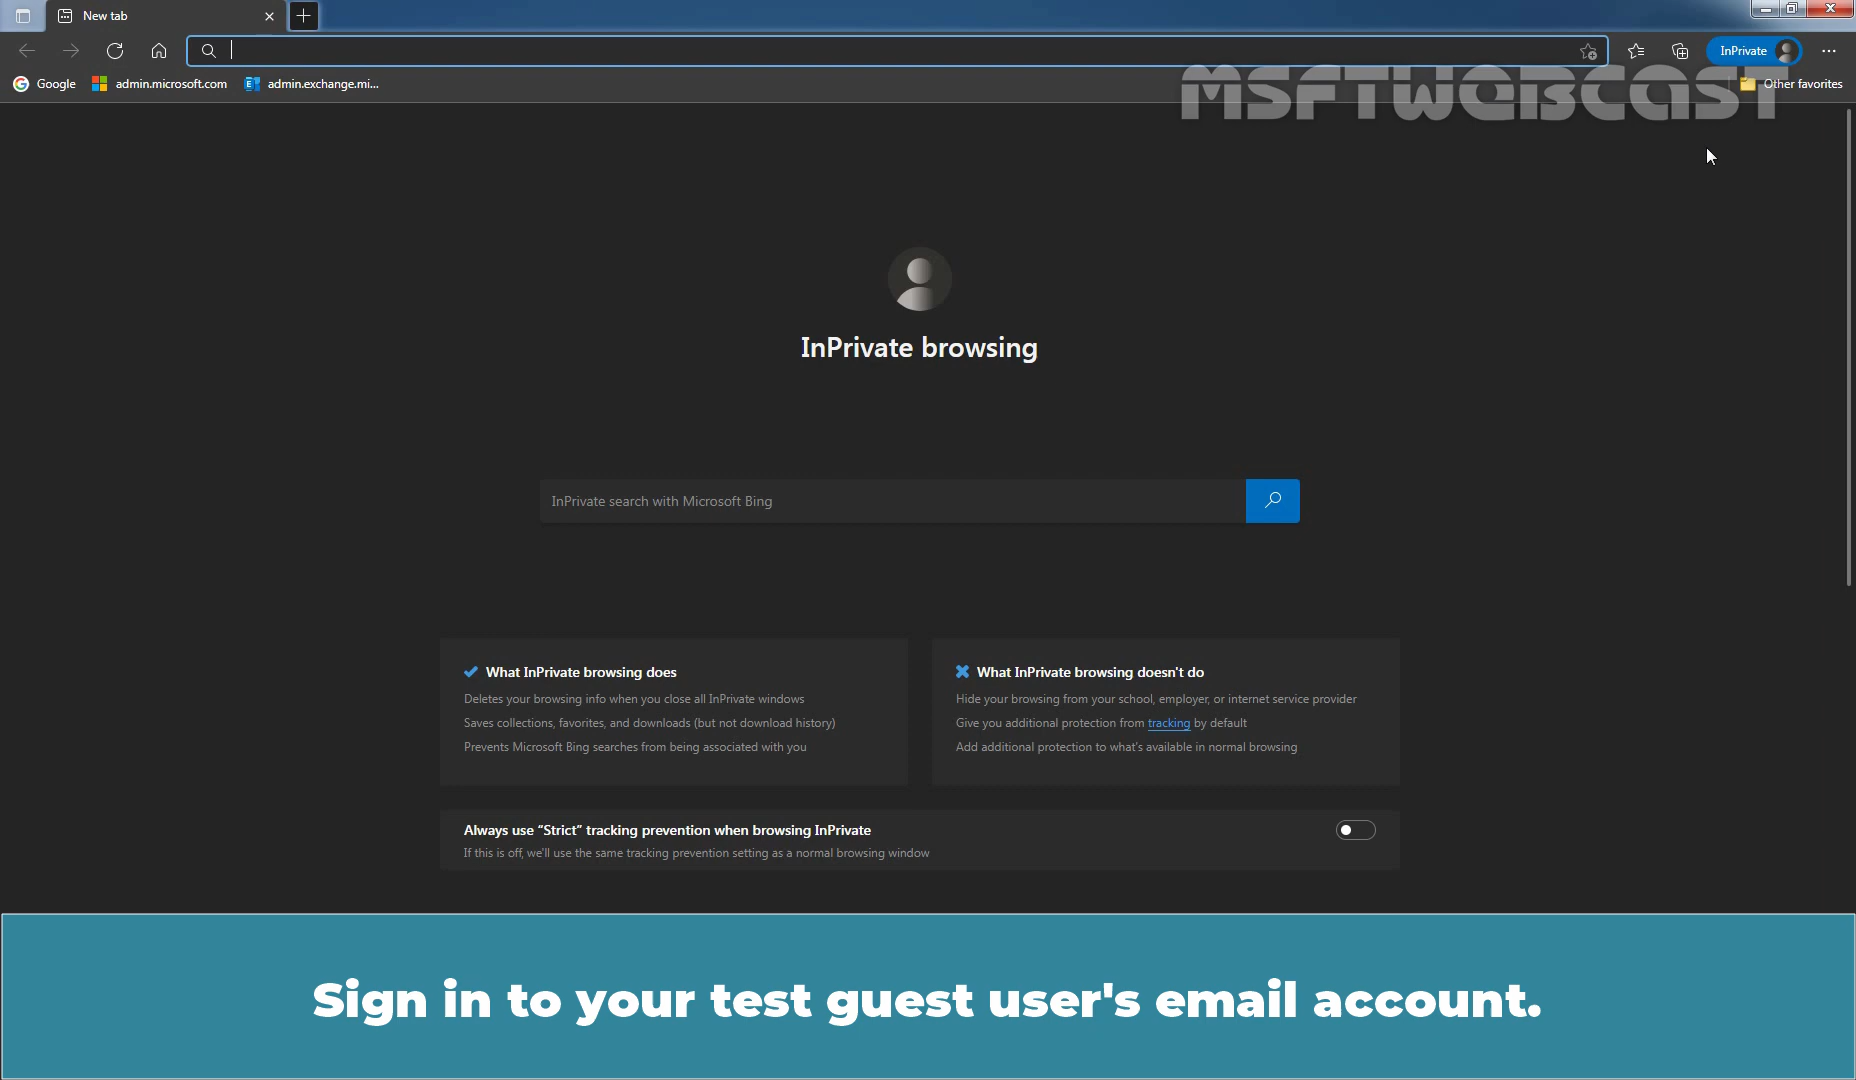 New tab
InPrivate
Google
admin.microsoft.com
admin.exchange.mi...
Other favorites
MSFTWEBCAST
InPrivate browsing
InPrivate search with Microsoft Bing
What InPrivate browsing does
Deletes your browsing info when you close all InPrivate windows
Saves collections, favorites, and downloads (but not download history)
Prevents Microsoft Bing searches from being associated with you
What InPrivate browsing doesn't do
Hide your browsing from your school, employer, or internet service provider
Give you additional protection from tracking by default
Add additional protection to what's available in normal browsing
Always use “Strict” tracking prevention when browsing InPrivate
If this is off, we'll use the same tracking prevention setting as a normal browsing window
Sign in to your test guest user's email account.